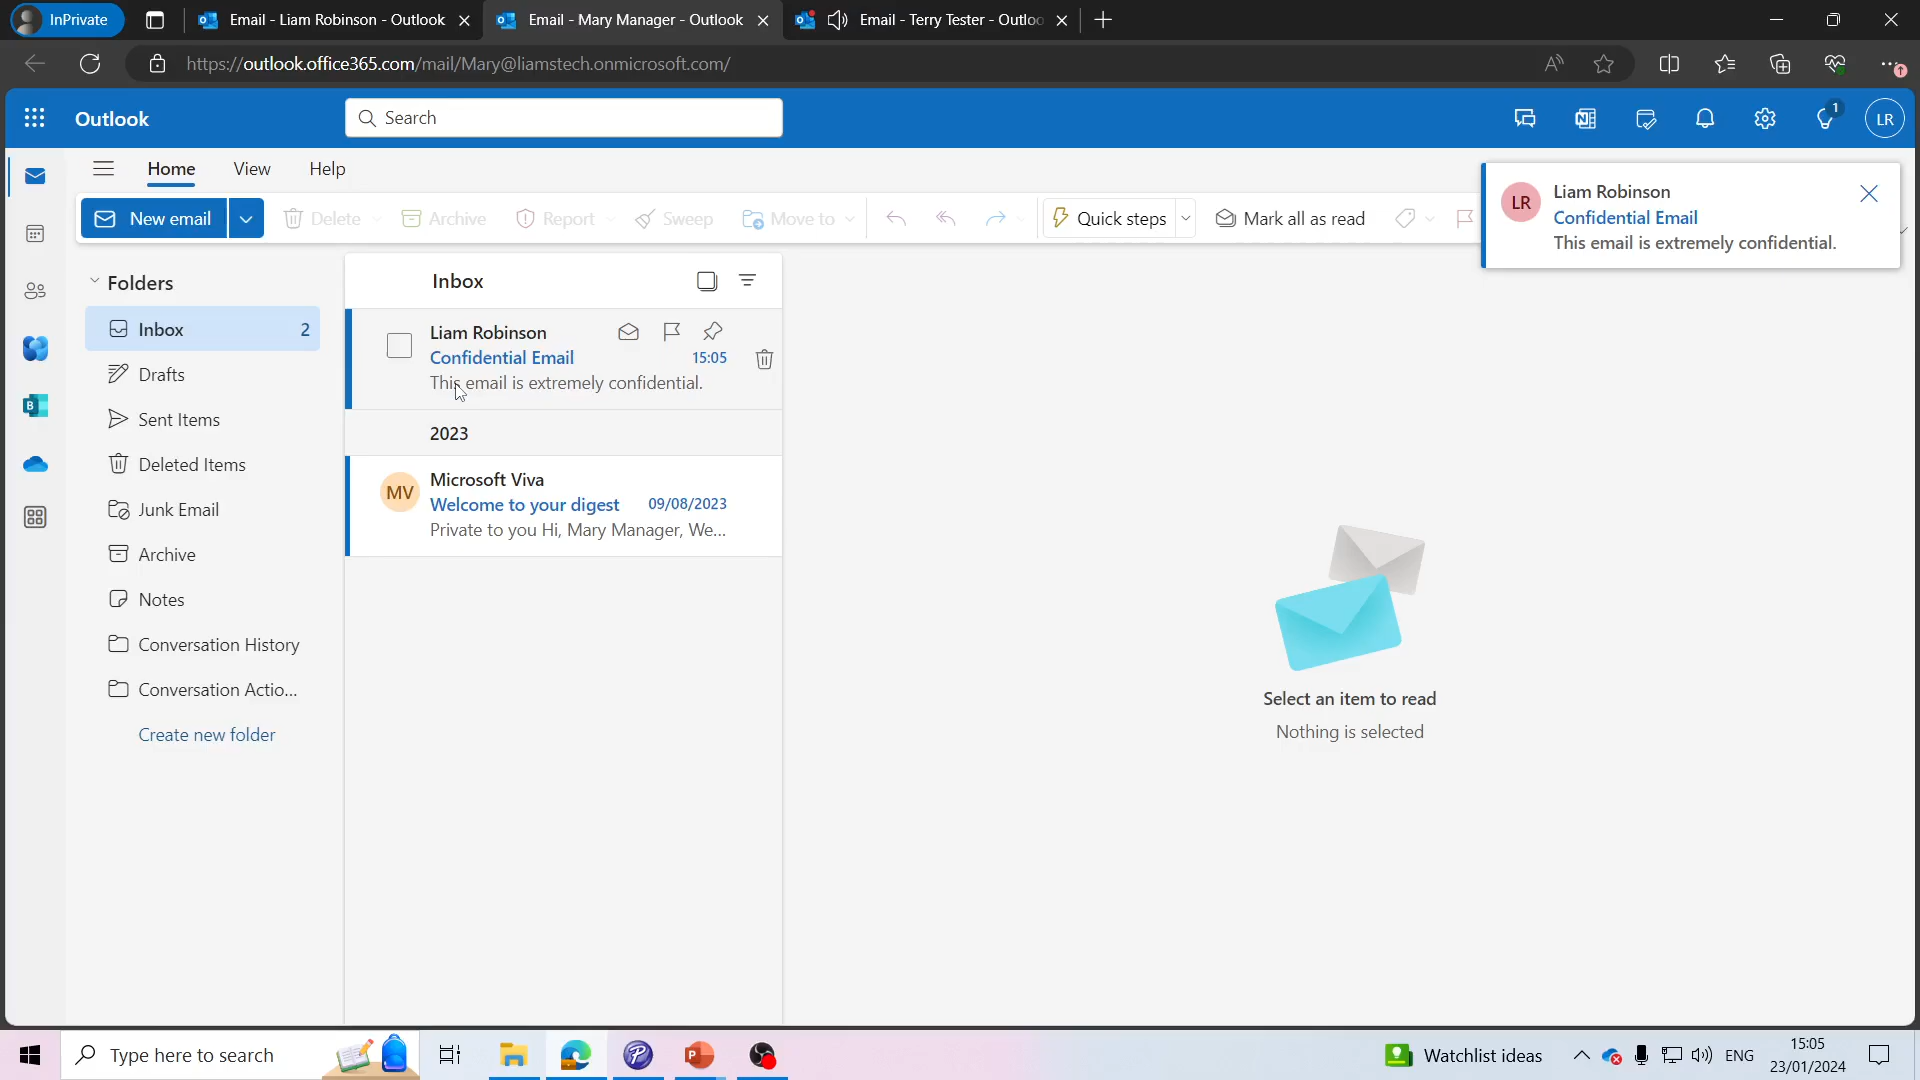 InPrivate
Email - Liam Robinson - Outlook
Email - Mary Manager - Outlook
Email - Terry Tester - Outloo
https://outlook.office365.com/mail/Mary@liamstech.onmicrosoft.com/
Outlook
Search
1
LR
Home
View
Help
New email
Delete
Archive
Report
Sweep
Move to
Quick steps
Mark all as read
LR
Liam Robinson
Confidential Email
This email is extremely confidential.
Folders
Inbox 2
Drafts
Sent Items
Deleted Items
Junk Email
Archive
Notes
Conversation History
Conversation Actio...
Create new folder
Inbox
Liam Robinson
Confidential Email 15:05
This email is extremely confidential.
2023
MV
Microsoft Viva
Welcome to your digest 09/08/2023
Private to you Hi, Mary Manager, We...
Select an item to read
Nothing is selected
Type here to search
Watchlist ideas
ENG
15:05
23/01/2024